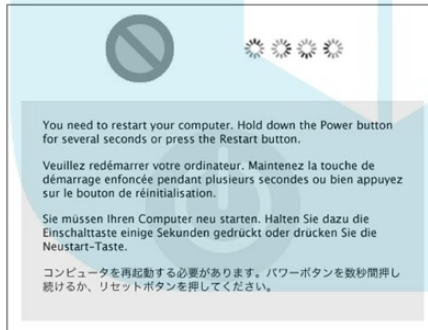 You need to restart your computer. Hold down the Power button
for several seconds or press the Restart button.
Veuillez redémarrer votre ordinateur. Maintenez la touche de
démarrage enfoncée pendant plusieurs secondes ou bien appuyez
sur le bouton de réinitialisation.
Sie müssen Ihren Computer neu starten. Halten Sie dazu die
Einschalttaste einige Sekunden gedrückt oder drücken Sie die
Neustart-Taste.
コンピュータを再起動する必要があります。パワーボタンを数秒間押し
続けるか、リセットボタンを押してください。